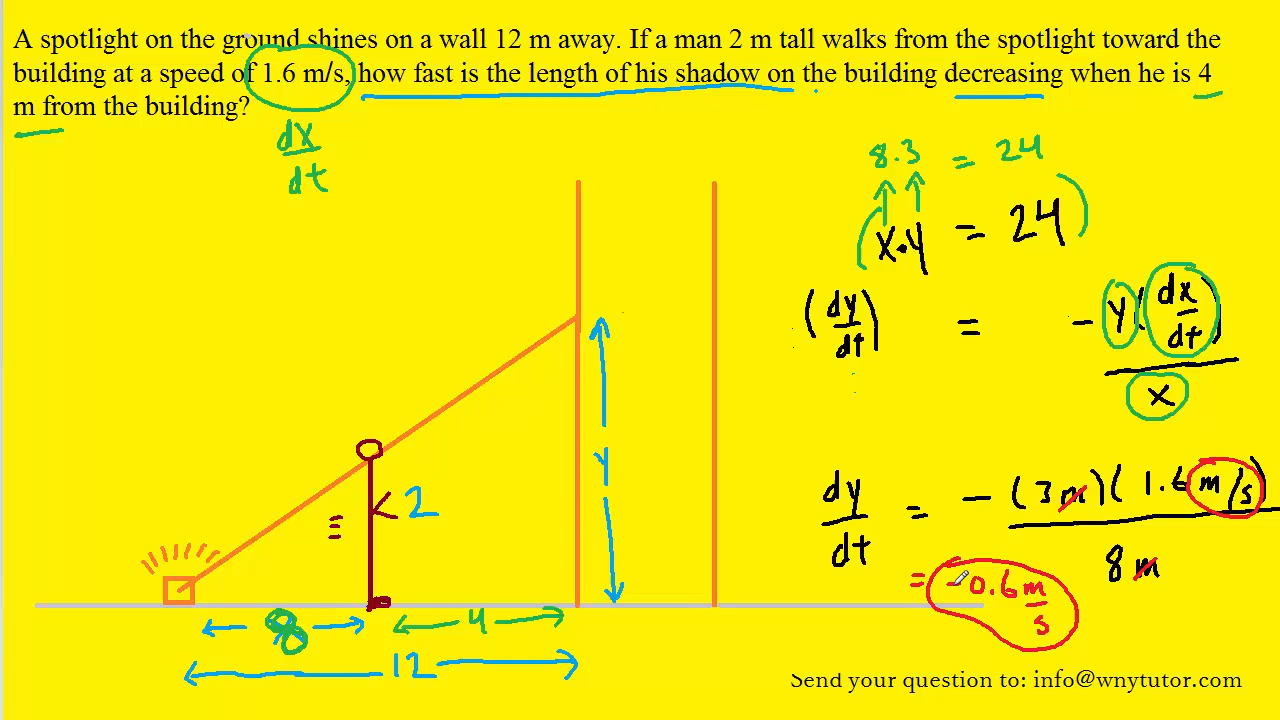 A spotlight on the ground shines on a wall 12 m away. If a man 2 m tall walks from the spotlight toward the
building at a speed of 1.6 m/s, how fast is the length of his shadow on the building decreasing when he is 4
m from the building?
dx/dt
8.3 = 24
(x•y = 24)
(dy/dt) = -y(dx/dt)/x
y
2
dy/dt = -(3m)(1.6 m/s)/8m
= -0.6 m/s
8
4
12
Send your question to: info@wnytutor.com